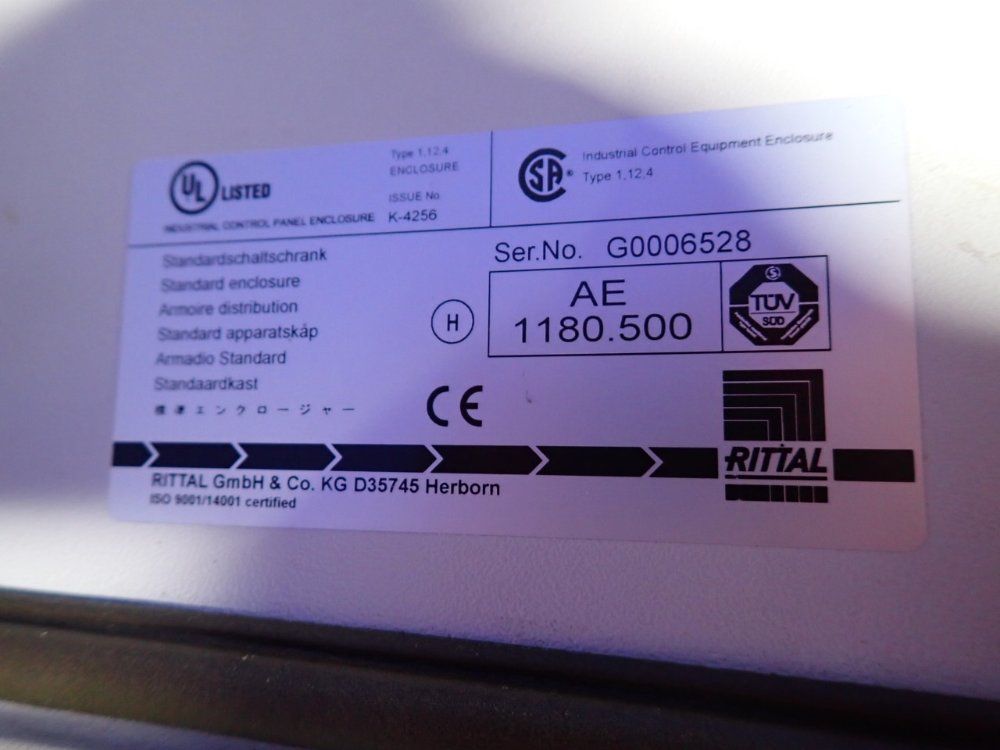 UL LISTED
Type 1,12,4
ENCLOSURE
ISSUE No.
INDUSTRIAL CONTROL PANEL ENCLOSURE K-4256
SA® Industrial Control Equipment Enclosure
Type 1,12,4
Standardschaltschrank
Standard enclosure
Armoire distribution
Standard apparatskåp
Armadio Standard
Standaardkast
標準エンクロージャー
H
CE
Ser.No. G0006528
AE
1180.500
S
TÜV
SÜD
RITTAL
RITTAL GmbH & Co. KG D35745 Herborn
ISO 9001/14001 certified